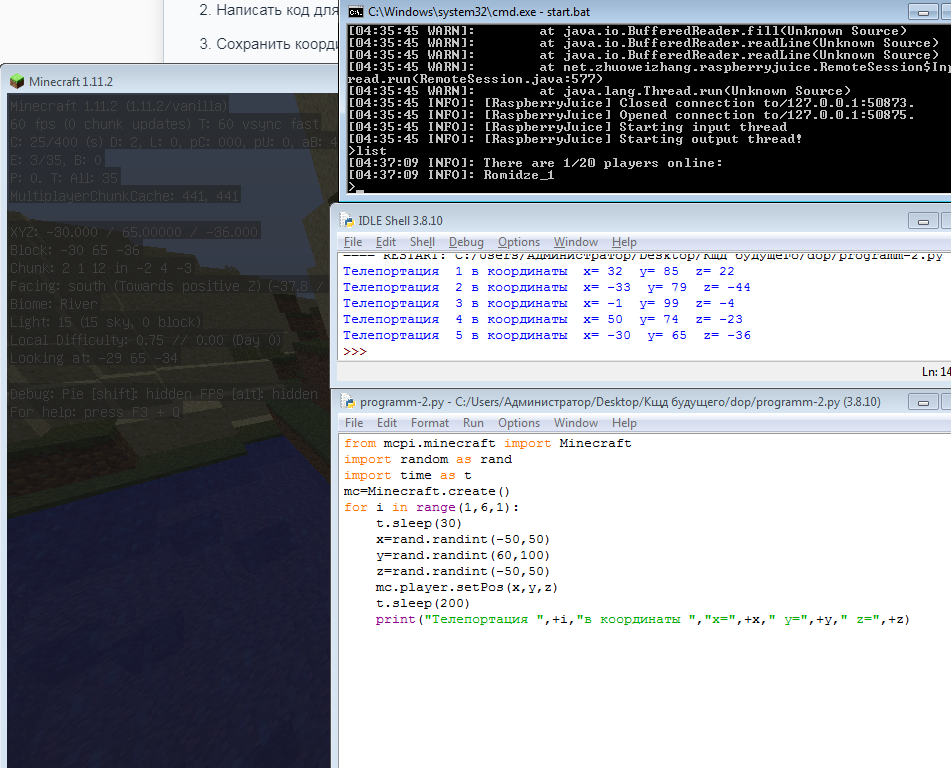 2. Написать код для
3. Сохранить коорди
C:\Windows\system32\cmd.exe - start.bat
[04:35:45 WARN]: at java.io.BufferedReader.fill(Unknown Source)
[04:35:45 WARN]: at java.io.BufferedReader.readLine(Unknown Source)
[04:35:45 WARN]: at java.io.BufferedReader.readLine(Unknown Source)
[04:35:45 WARN]: at net.zhuoweizhang.raspberryjuice.RemoteSession$Inp
read.run(RemoteSession.java:577)
[04:35:45 WARN]: at java.lang.Thread.run(Unknown Source)
[04:35:45 INFO]: [RaspberryJuice] Closed connection to/127.0.0.1:50873.
[04:35:45 INFO]: [RaspberryJuice] Opened connection to/127.0.0.1:50875.
[04:35:45 INFO]: [RaspberryJuice] Starting input thread
[04:35:45 INFO]: [RaspberryJuice] Starting output thread!
>list
[04:37:09 INFO]: There are 1/20 players online:
[04:37:09 INFO]: Romidze_1
>_
Minecraft 1.11.2
Minecraft 1.11.2 (1.11.2/vanilla)
60 fps (0 chunk updates) T: 60 vsync fast
C: 25/400 (s) D: 2, L: 0, pC: 000, pU: 0, aB: 4
E: 3/35, B: 0
P: 0. T: All: 35
MultiplayerChunkCache: 441, 441
XYZ: -30.000 / 65.00000 / -36.000
Block: -30 65 -36
Chunk: 2 1 12 in -2 4 -3
Facing: south (Towards positive Z) (-37.8 /
Biome: River
Light: 15 (15 sky, 0 block)
Local Difficulty: 0.75 // 0.00 (Day 0)
Looking at: -29 65 -34
Debug: Pie [shift]: hidden FPS [alt]: hidden
For help: press F3 + Q
IDLE Shell 3.8.10
File Edit Shell Debug Options Window Help
==== RESTART: C:/Users/Администратор/Desktop/Кщд будущего/dop/programm-2.py
Телепортация 1 в координаты x= 32 y= 85 z= 22
Телепортация 2 в координаты x= -33 y= 79 z= -44
Телепортация 3 в координаты x= -1 y= 99 z= -4
Телепортация 4 в координаты x= 50 y= 74 z= -23
Телепортация 5 в координаты x= -30 y= 65 z= -36
>>>
Ln: 14
programm-2.py - C:/Users/Администратор/Desktop/Кщд будущего/dop/programm-2.py (3.8.10)
File Edit Format Run Options Window Help
from mcpi.minecraft import Minecraft
import random as rand
import time as t
mc=Minecraft.create()
for i in range(1,6,1):
    t.sleep(30)
    x=rand.randint(-50,50)
    y=rand.randint(60,100)
    z=rand.randint(-50,50)
    mc.player.setPos(x,y,z)
    t.sleep(200)
    print("Телепортация ",+i,"в координаты ","x=",+x," y=",+y," z=",+z)